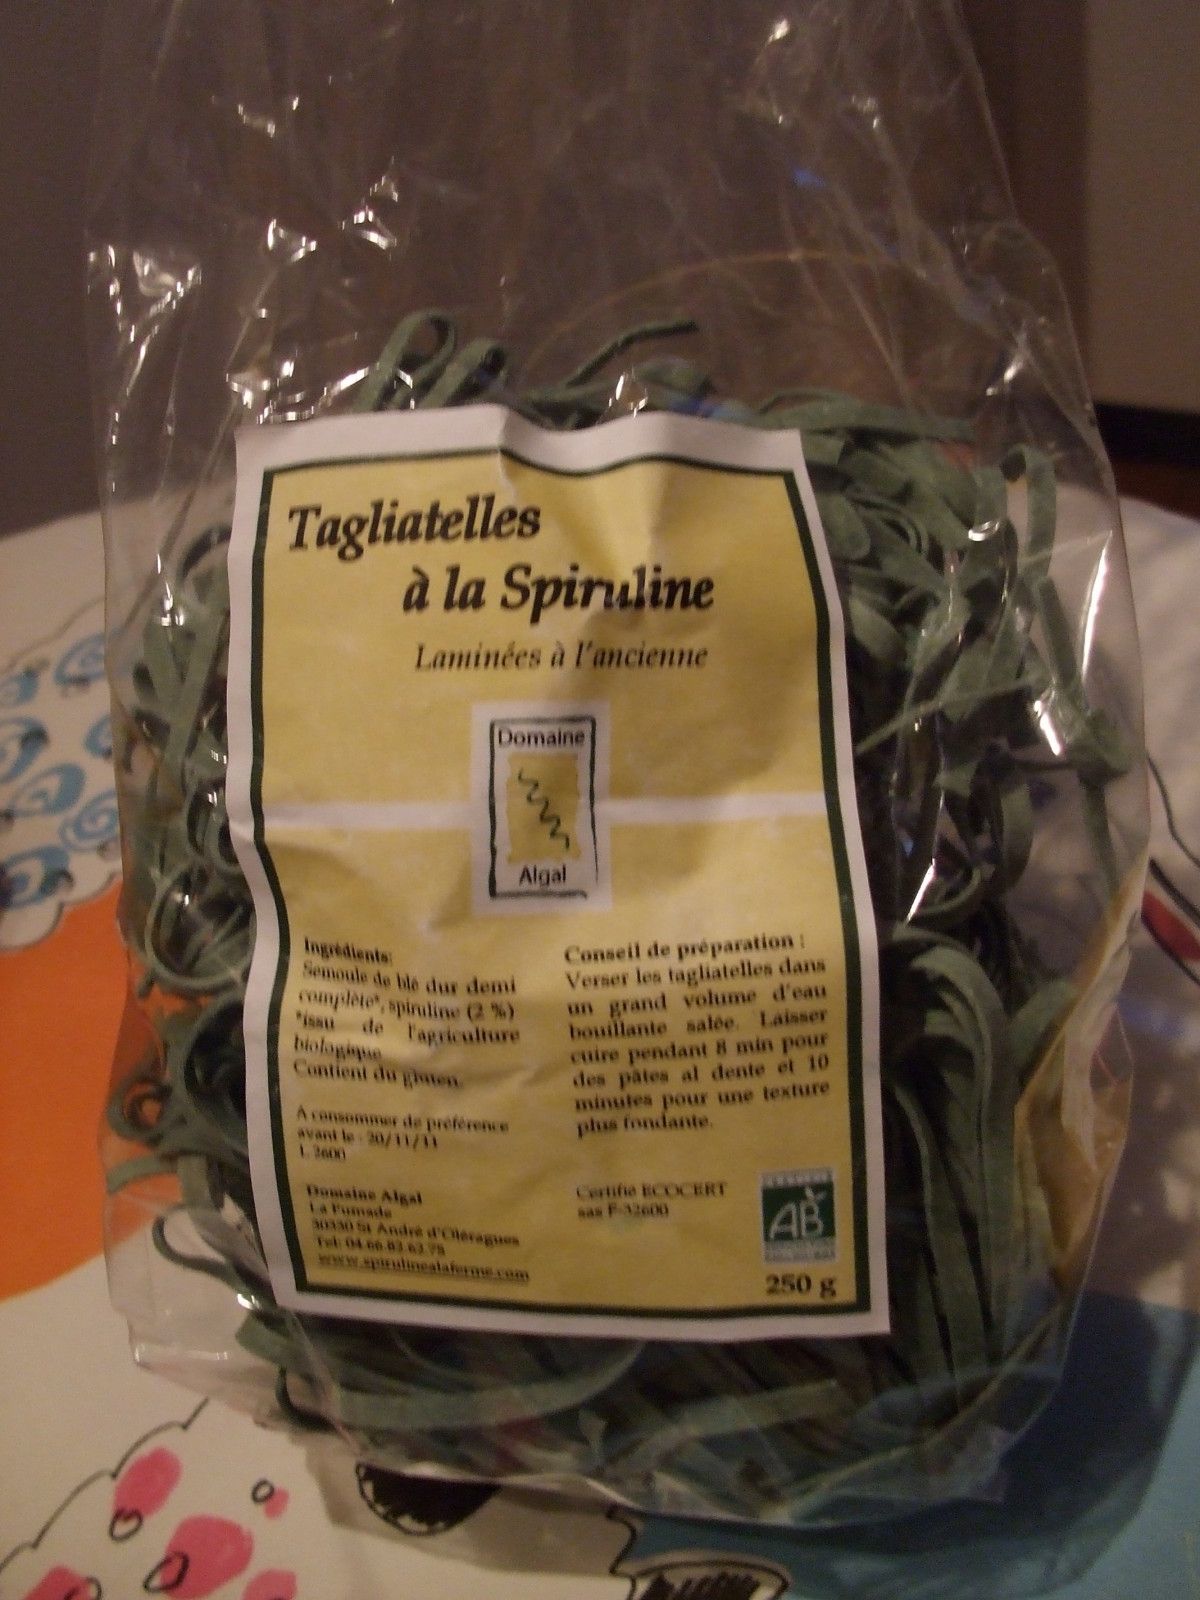 Tagliatelles
à la Spiruline
Laminées à l'ancienne
Domaine
Algal
Ingrédients:
Semoule de blé dur demi
complète*, spiruline (2 %)
*issu de l'agriculture
biologique
Contient du gluten.
A consommer de préférence
avant le : 20/11/11
L 2600
Domaine Algal
La Fumade
30330 St André d'Olérargues
Tel: 04.66.82.62.78
www.spirulinealaferme.com
Conseil de préparation :
Verser les tagliatelles dans
un grand volume d'eau
bouillante salée. Laisser
cuire pendant 8 min pour
des pâtes al dente et 10
minutes pour une texture
plus fondante.
Certifié ECOCERT
sas F-32600
AB
250 g